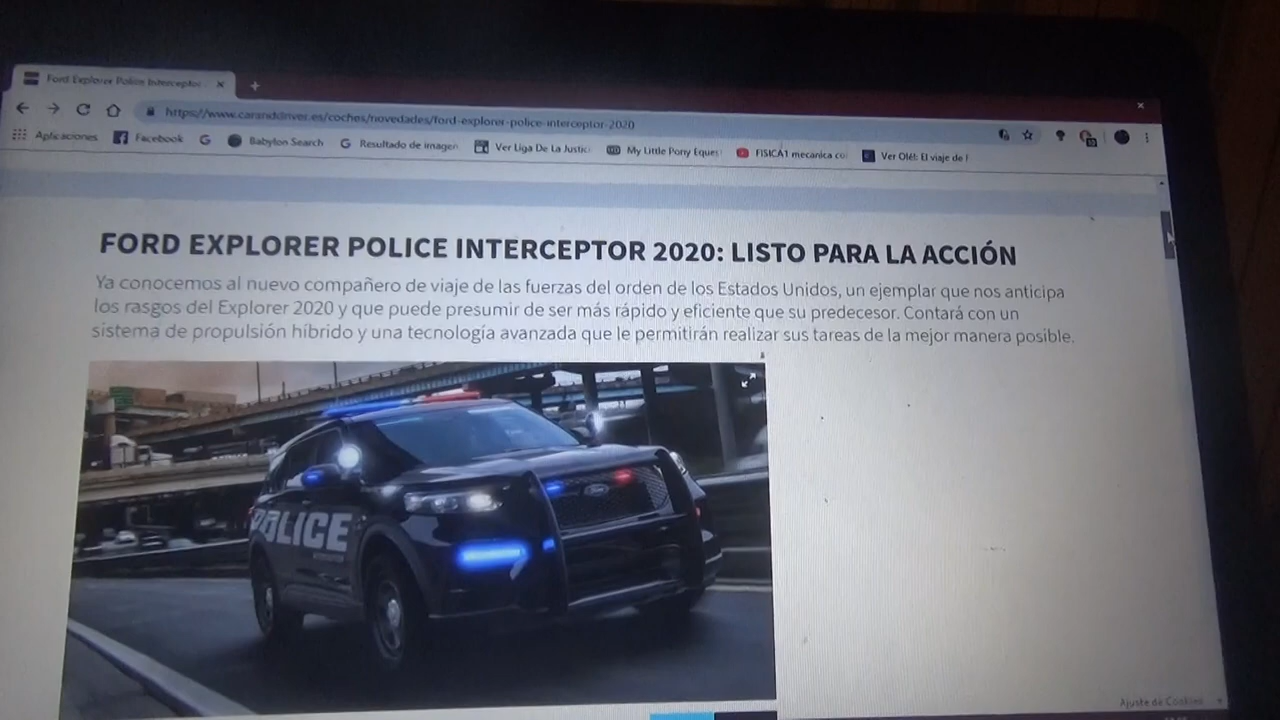 Ford Explorer Police Interceptor
https://www.caranddriver.es/coches/novedades/ford-explorer-police-interceptor-2020
Aplicaciones Facebook Babylon Search Resultado de imagen Ver Liga De La Justic My Little Pony Equest FISICA1 mecanica co Ver Olé!: El viaje de
FORD EXPLORER POLICE INTERCEPTOR 2020: LISTO PARA LA ACCIÓN
Ya conocemos al nuevo compañero de viaje de las fuerzas del orden de los Estados Unidos, un ejemplar que nos anticipa
los rasgos del Explorer 2020 y que puede presumir de ser más rápido y eficiente que su predecesor. Contará con un
sistema de propulsión híbrido y una tecnología avanzada que le permitirán realizar sus tareas de la mejor manera posible.
POLICE
Ford
Ajuste de Cookies